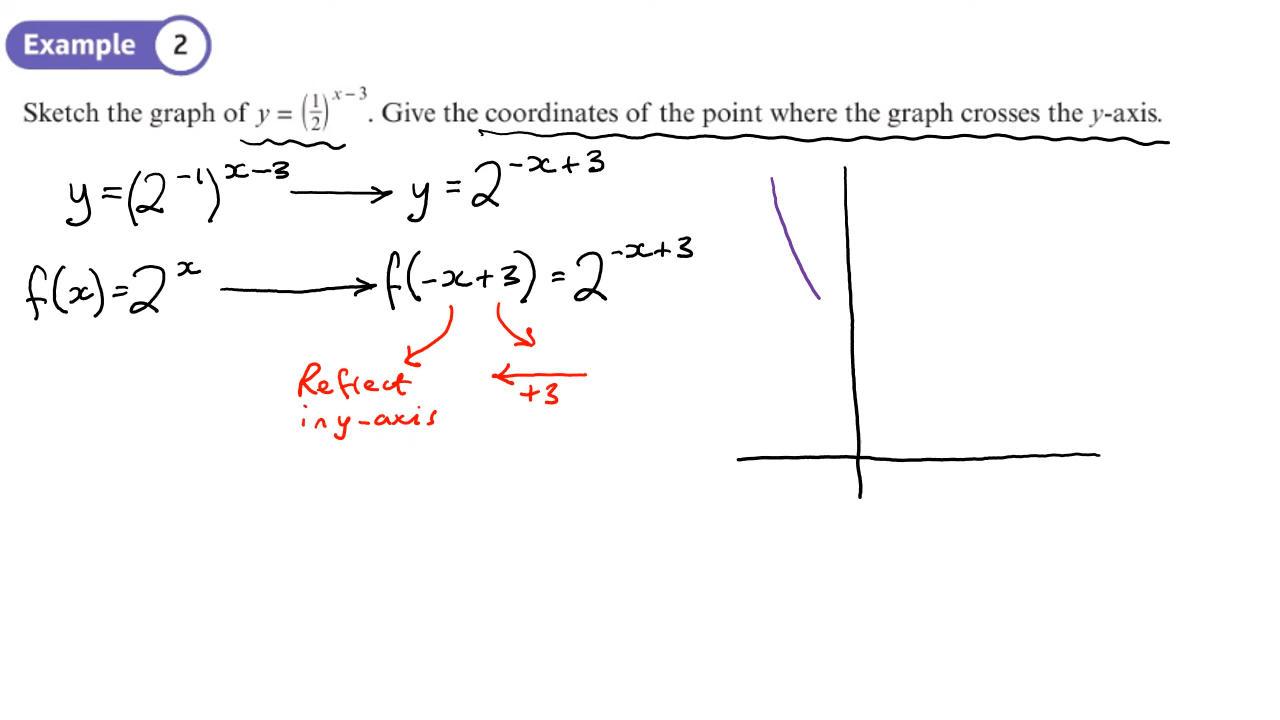 Example 2
Sketch the graph of y = (1/2)^(x−3). Give the coordinates of the point where the graph crosses the y-axis.
y = (2^-1)^(x-3) → y = 2^(-x+3)
f(x) = 2^x → f(-x+3) = 2^(-x+3)
Reflect
in y-axis
+3